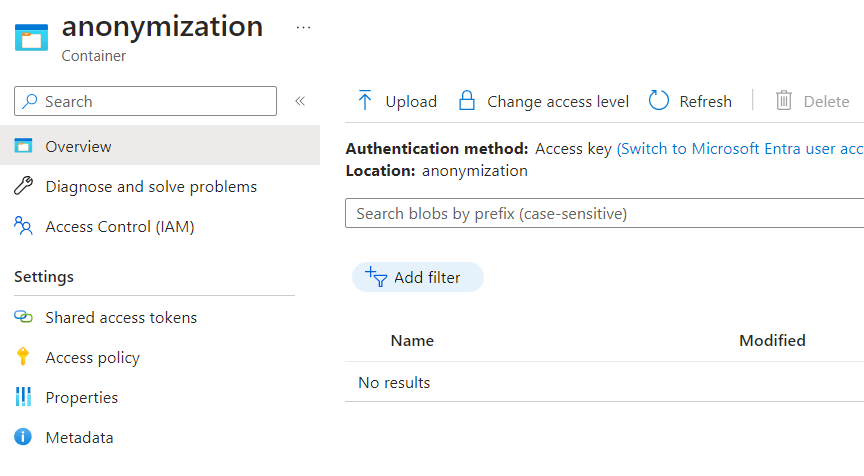 anonymization ...
Container
Search «
Overview
Diagnose and solve problems
Access Control (IAM)
Settings
Shared access tokens
Access policy
Properties
Metadata
Upload Change access level Refresh Delete
Authentication method: Access key (Switch to Microsoft Entra user acc
Location: anonymization
Search blobs by prefix (case-sensitive)
Add filter
Name Modified
No results